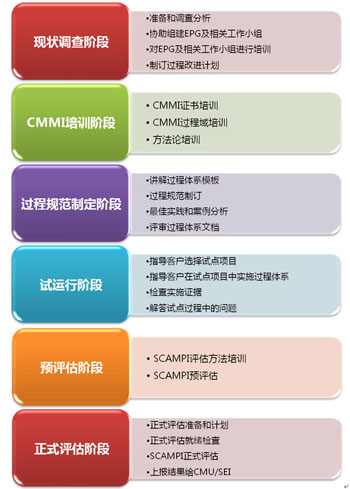 现状调查阶段
•准备和调查分析
•协助组建EPG及相关工作小组
•对EPG及相关工作小组进行培训
•制订过程改进计划
CMMI培训阶段
• CMMI证书培训
• CMMI过程域培训
• 方法论培训
过程规范制定阶段
•讲解过程体系模板
•过程规范制订
•最佳实践和案例分析
•评审过程体系文档
试运行阶段
•指导客户选择试点项目
•指导客户在试点项目中实施过程体系
•检查实施证据
•解答试点过程中的问题
预评估阶段
• SCAMPI评估方法培训
• SCAMPI预评估
正式评估阶段
•正式评估准备和计划
•正式评估就绪检查
•SCAMPI正式评估
•上报结果给CMU/SEI